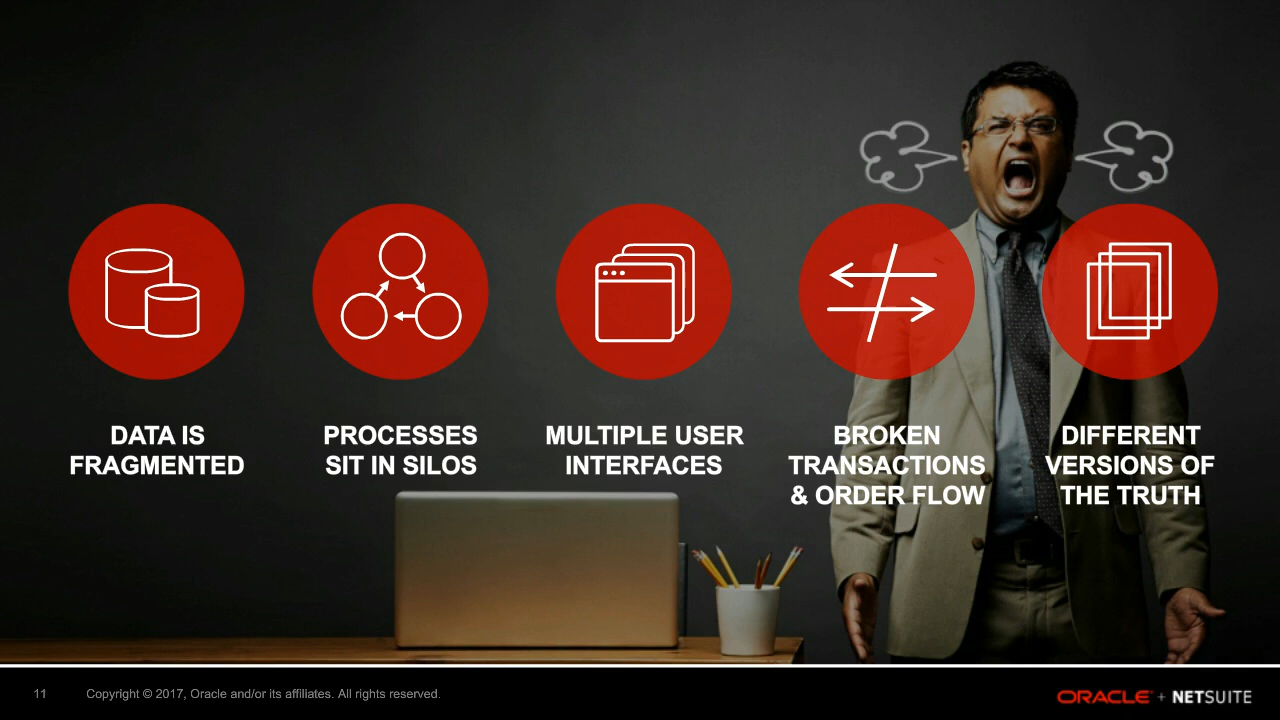 DATA IS
FRAGMENTED
PROCESSES
SIT IN SILOS
MULTIPLE USER
INTERFACES
BROKEN
TRANSACTIONS
& ORDER FLOW
DIFFERENT
VERSIONS OF
THE TRUTH
11 Copyright © 2017, Oracle and/or its affiliates. All rights reserved.
ORACLE + NETSUITE